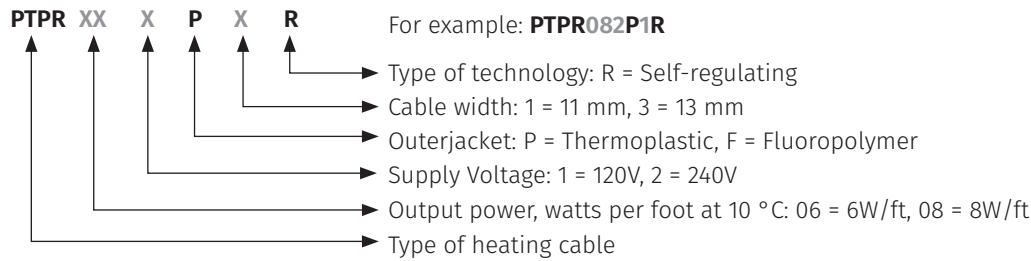 PTPR XX X P X R
For example: PTPR082P1R
Type of technology: R = Self-regulating
Cable width: 1 = 11 mm, 3 = 13 mm
Outerjacket: P = Thermoplastic, F = Fluoropolymer
Supply Voltage: 1 = 120V, 2 = 240V
Output power, watts per foot at 10 °C: 06 = 6W/ft, 08 = 8W/ft
Type of heating cable